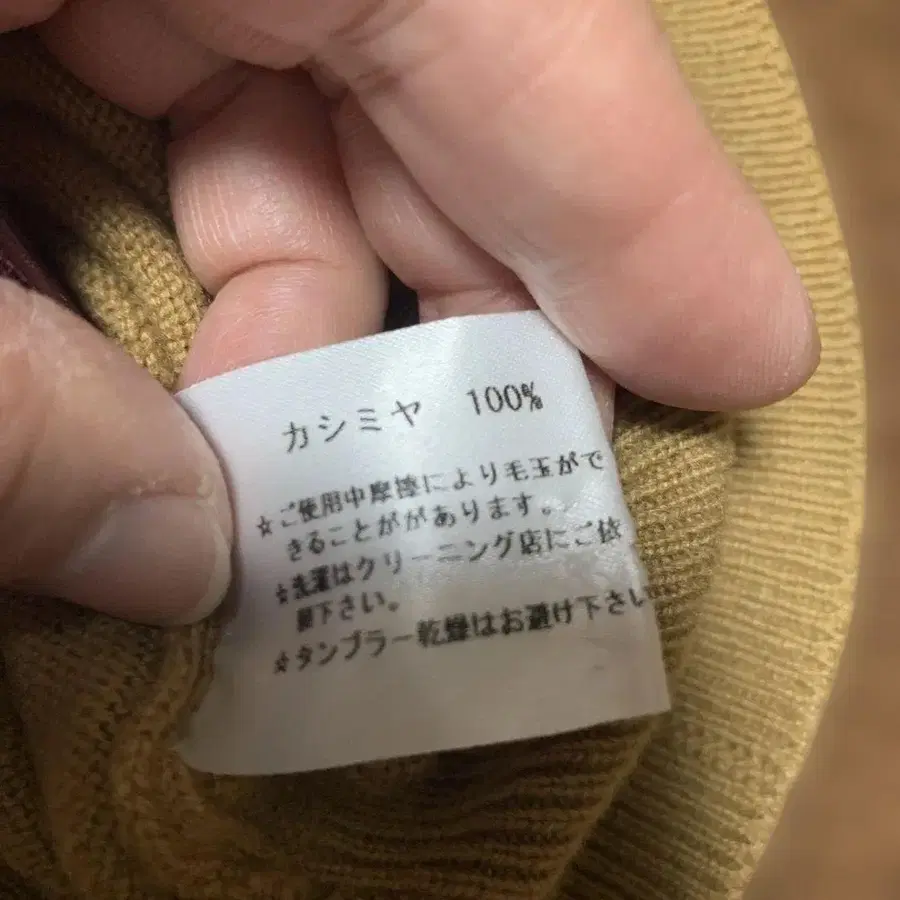 カシミヤ 100%
☆ご使用中摩擦により毛玉がで
きることがあります。
☆洗濯はクリーニング店にご依
頼下さい。
☆タンブラー乾燥はお避け下さい